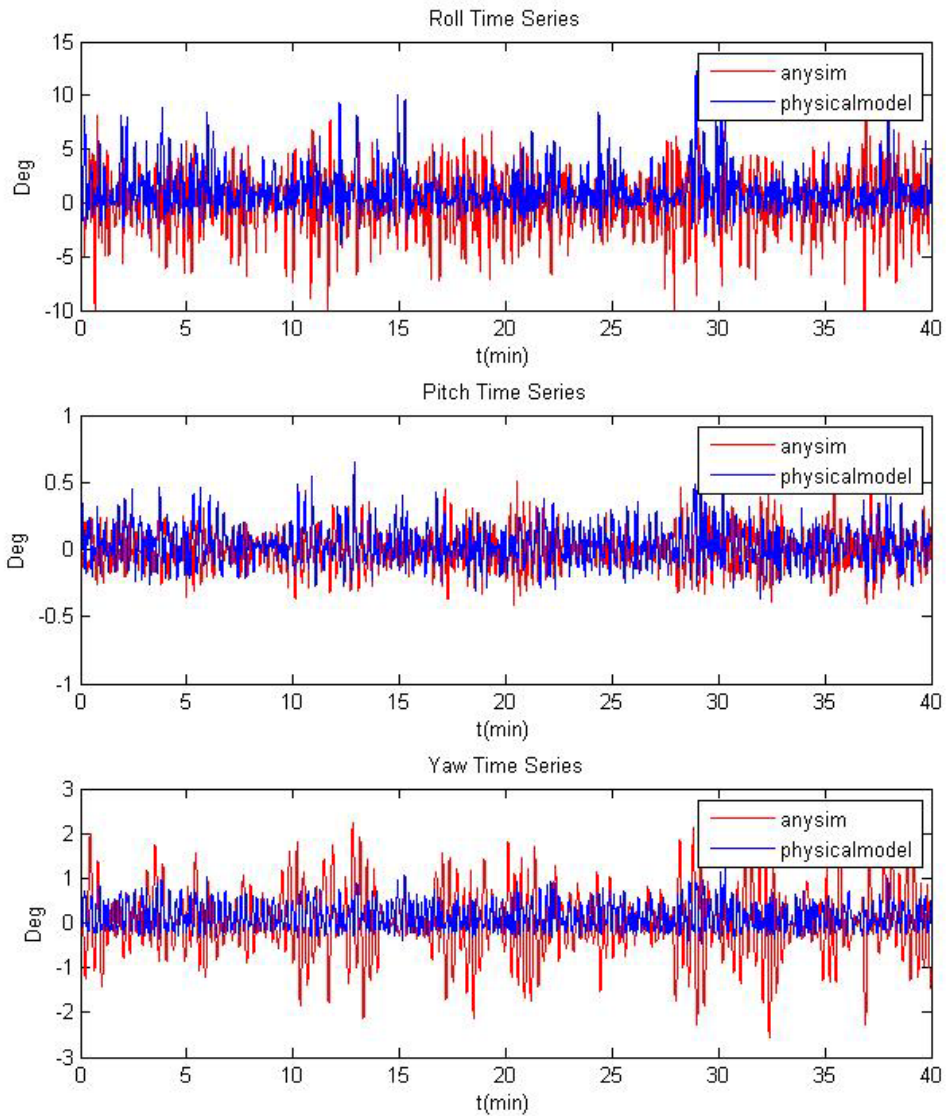 Roll Time Series
15
10
5
0
-5
-10
Deg
anysim
physicalmodel
0 5 10 15 20 25 30 35 40
t(min)
Pitch Time Series
1
0.5
0
-0.5
-1
Deg
anysim
physicalmodel
0 5 10 15 20 25 30 35 40
t(min)
Yaw Time Series
3
2
1
0
-1
-2
-3
Deg
anysim
physicalmodel
0 5 10 15 20 25 30 35 40
t(min)